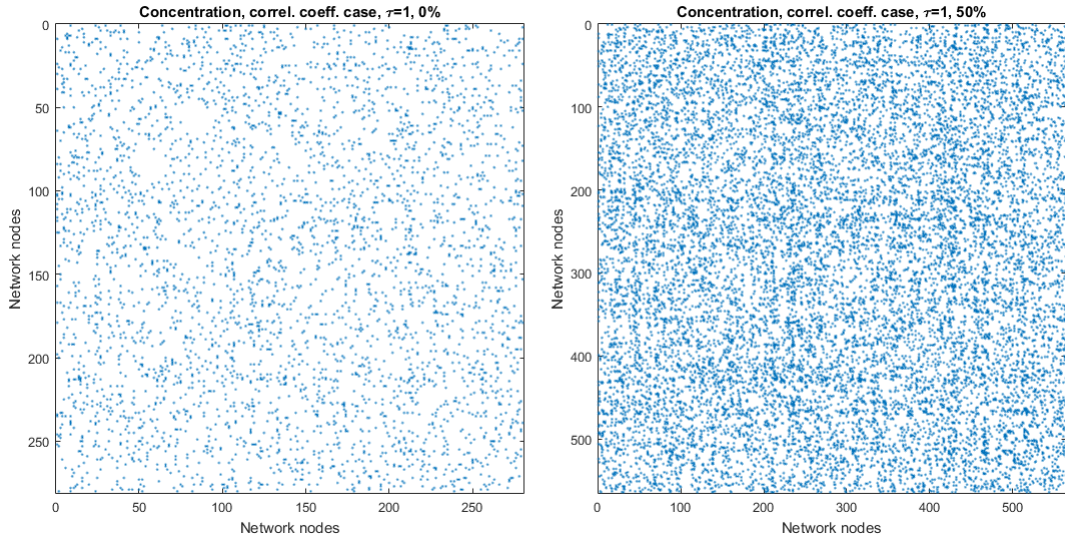 Concentration, correl. coeff. case, τ=1, 0%
0
50
100
150
200
250
Network nodes
0 50 100 150 200 250
Network nodes
Concentration, correl. coeff. case, τ=1, 50%
0
100
200
300
400
500
Network nodes
0 100 200 300 400 500
Network nodes